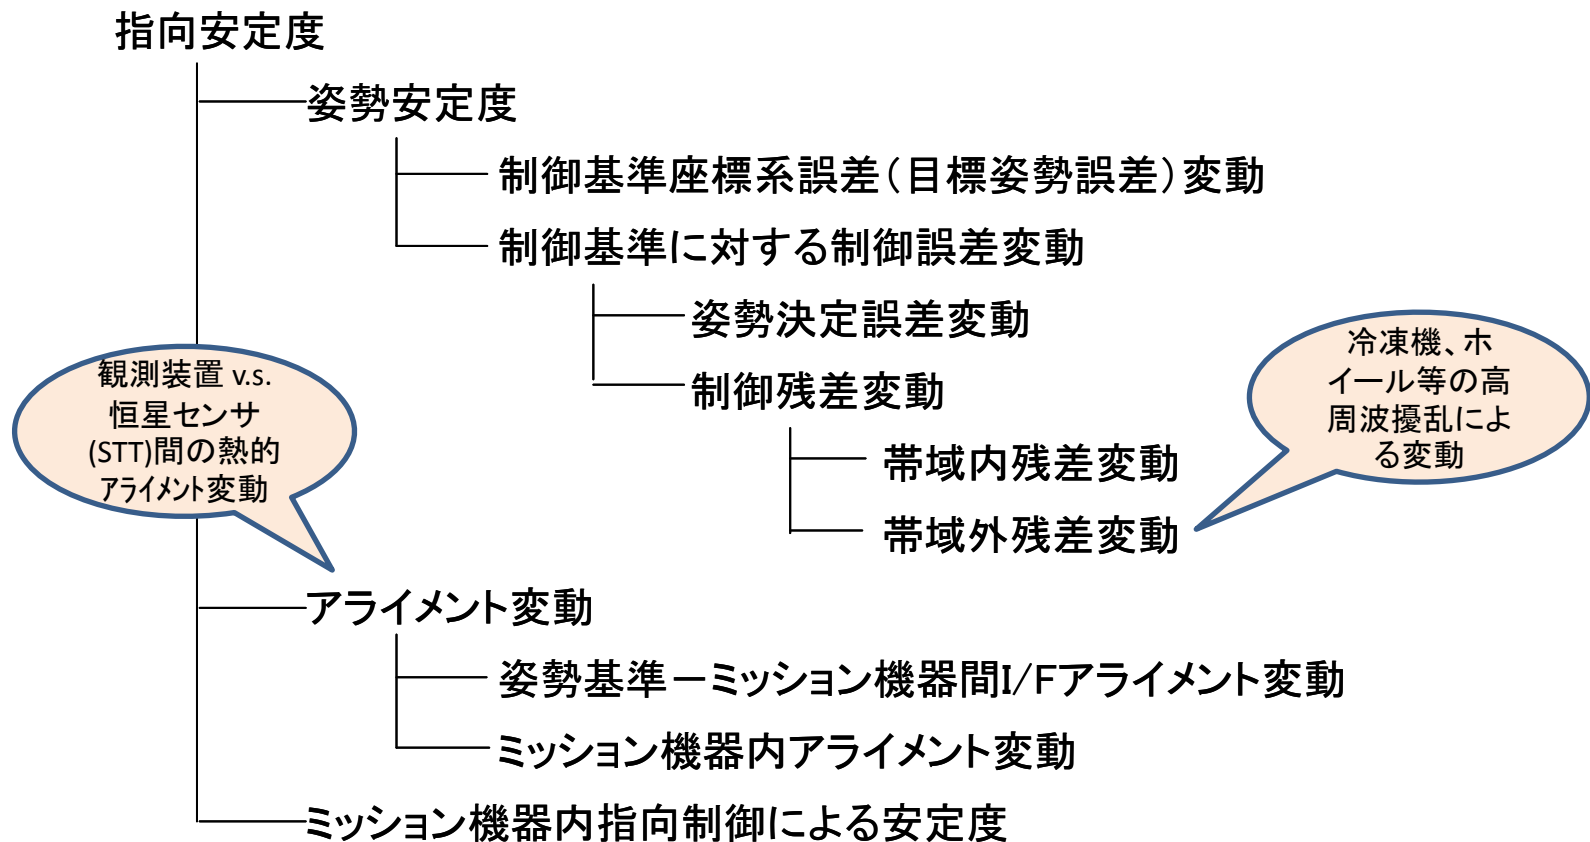 指向安定度
姿勢安定度
制御基準座標系誤差(目標姿勢誤差)変動
制御基準に対する制御誤差変動
姿勢決定誤差変動
制御残差変動
帯域内残差変動
帯域外残差変動
冷凍機、ホ
イール等の高
周波擾乱によ
る変動
観測装置 v.s.
恒星センサ
(STT)間の熱的
アライメント変動
アライメント変動
姿勢基準－ミッション機器間I/Fアライメント変動
ミッション機器内アライメント変動
ミッション機器内指向制御による安定度